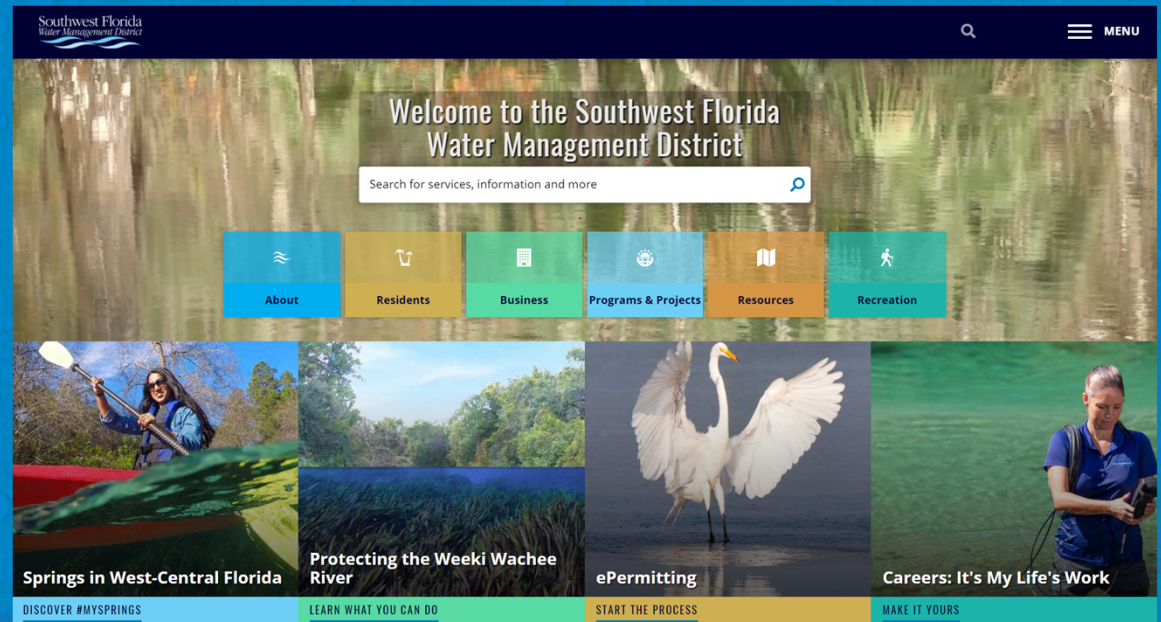 Southwest Florida
Water Management District
MENU
Welcome to the Southwest Florida
Water Management District
Search for services, information and more
About
Residents
Business
Programs & Projects
Resources
Recreation
Springs in West-Central Florida
Protecting the Weeki Wachee
River
ePermitting
Careers: It's My Life's Work
DISCOVER #MYSPRINGS
LEARN WHAT YOU CAN DO
START THE PROCESS
MAKE IT YOURS